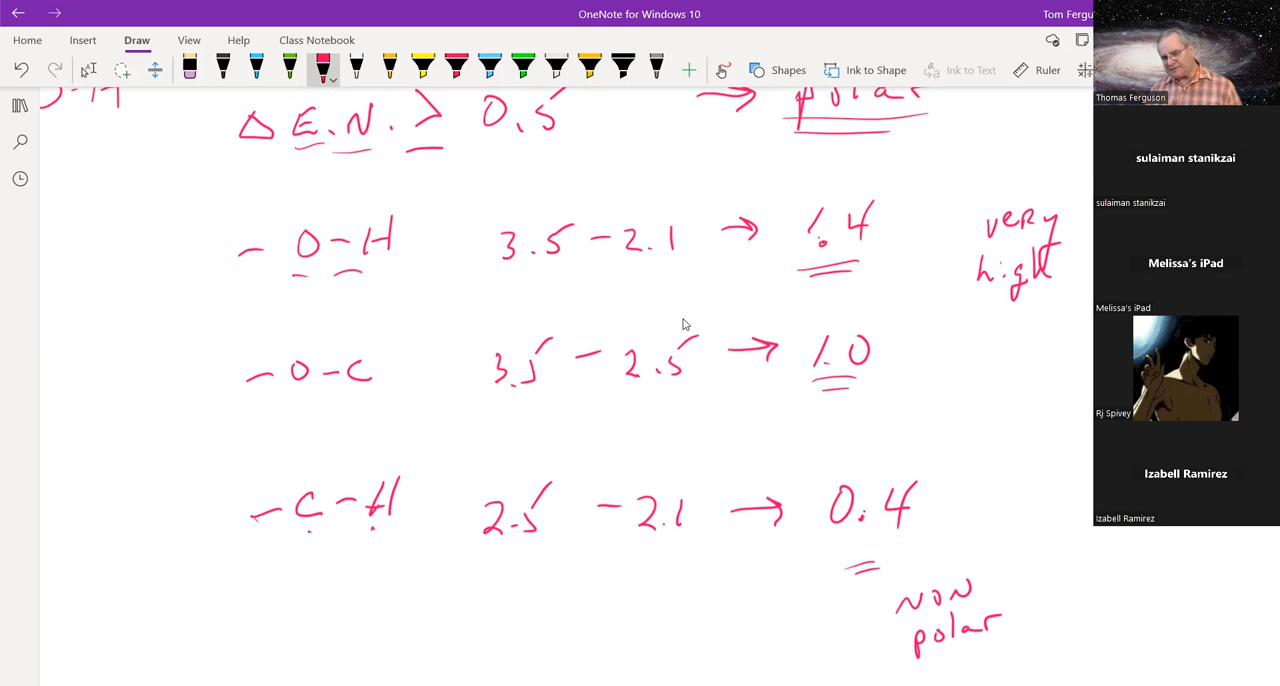 OneNote for Windows 10
Tom Fergu
Home Insert Draw View Help Class Notebook
Shapes Ink to Shape Ink to Text Ruler
Δ E.N. > 0.5 → polar
- O - H 3.5 - 2.1 → 1.4 very
high
- O - C 3.5 - 2.5 → 1.0
- C - H 2.5 - 2.1 → 0.4
NON
polar
Thomas Ferguson
sulaiman stanikzai
sulaiman stanikzai
Melissa's iPad
Melissa's iPad
Rj Spivey
Izabell Ramirez
Izabell Ramirez